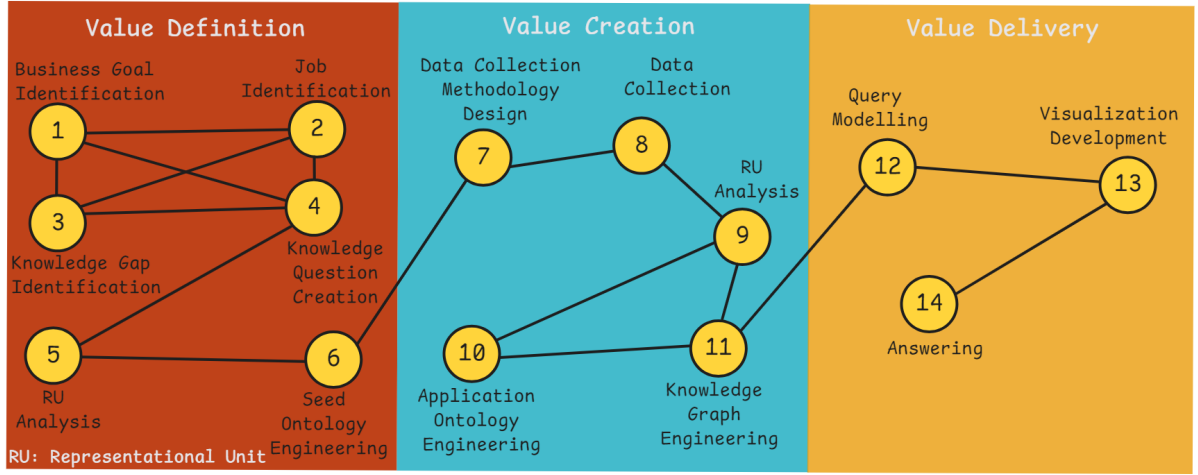 Value Definition
Business Goal
Identification
Job
Identification
1
2
3
4
Knowledge Gap
Identification
Knowledge
Question
Creation
5
6
RU
Analysis
Seed
Ontology
Engineering
RU: Representational Unit
Value Creation
Data Collection
Methodology
Design
Data
Collection
7
8
RU
Analysis
9
10
11
Application
Ontology
Engineering
Knowledge
Graph
Engineering
Value Delivery
Query
Modelling
Visualization
Development
12
13
14
Answering